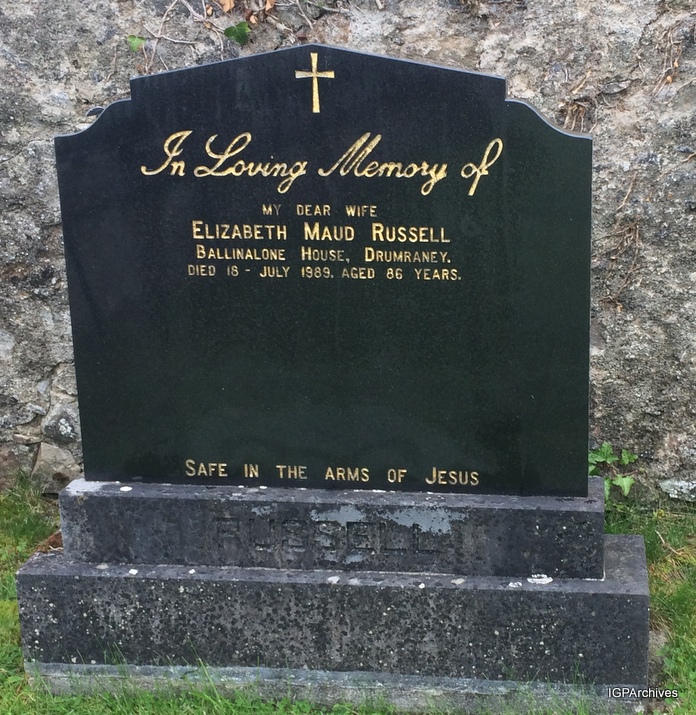 In Loving Memory of
MY DEAR WIFE
ELIZABETH MAUD RUSSELL
BALLINALONE HOUSE, DRUMRANEY.
DIED 18 - JULY 1989. AGED 86 YEARS.
SAFE IN THE ARMS OF JESUS
RUSSELL
IGPArchives